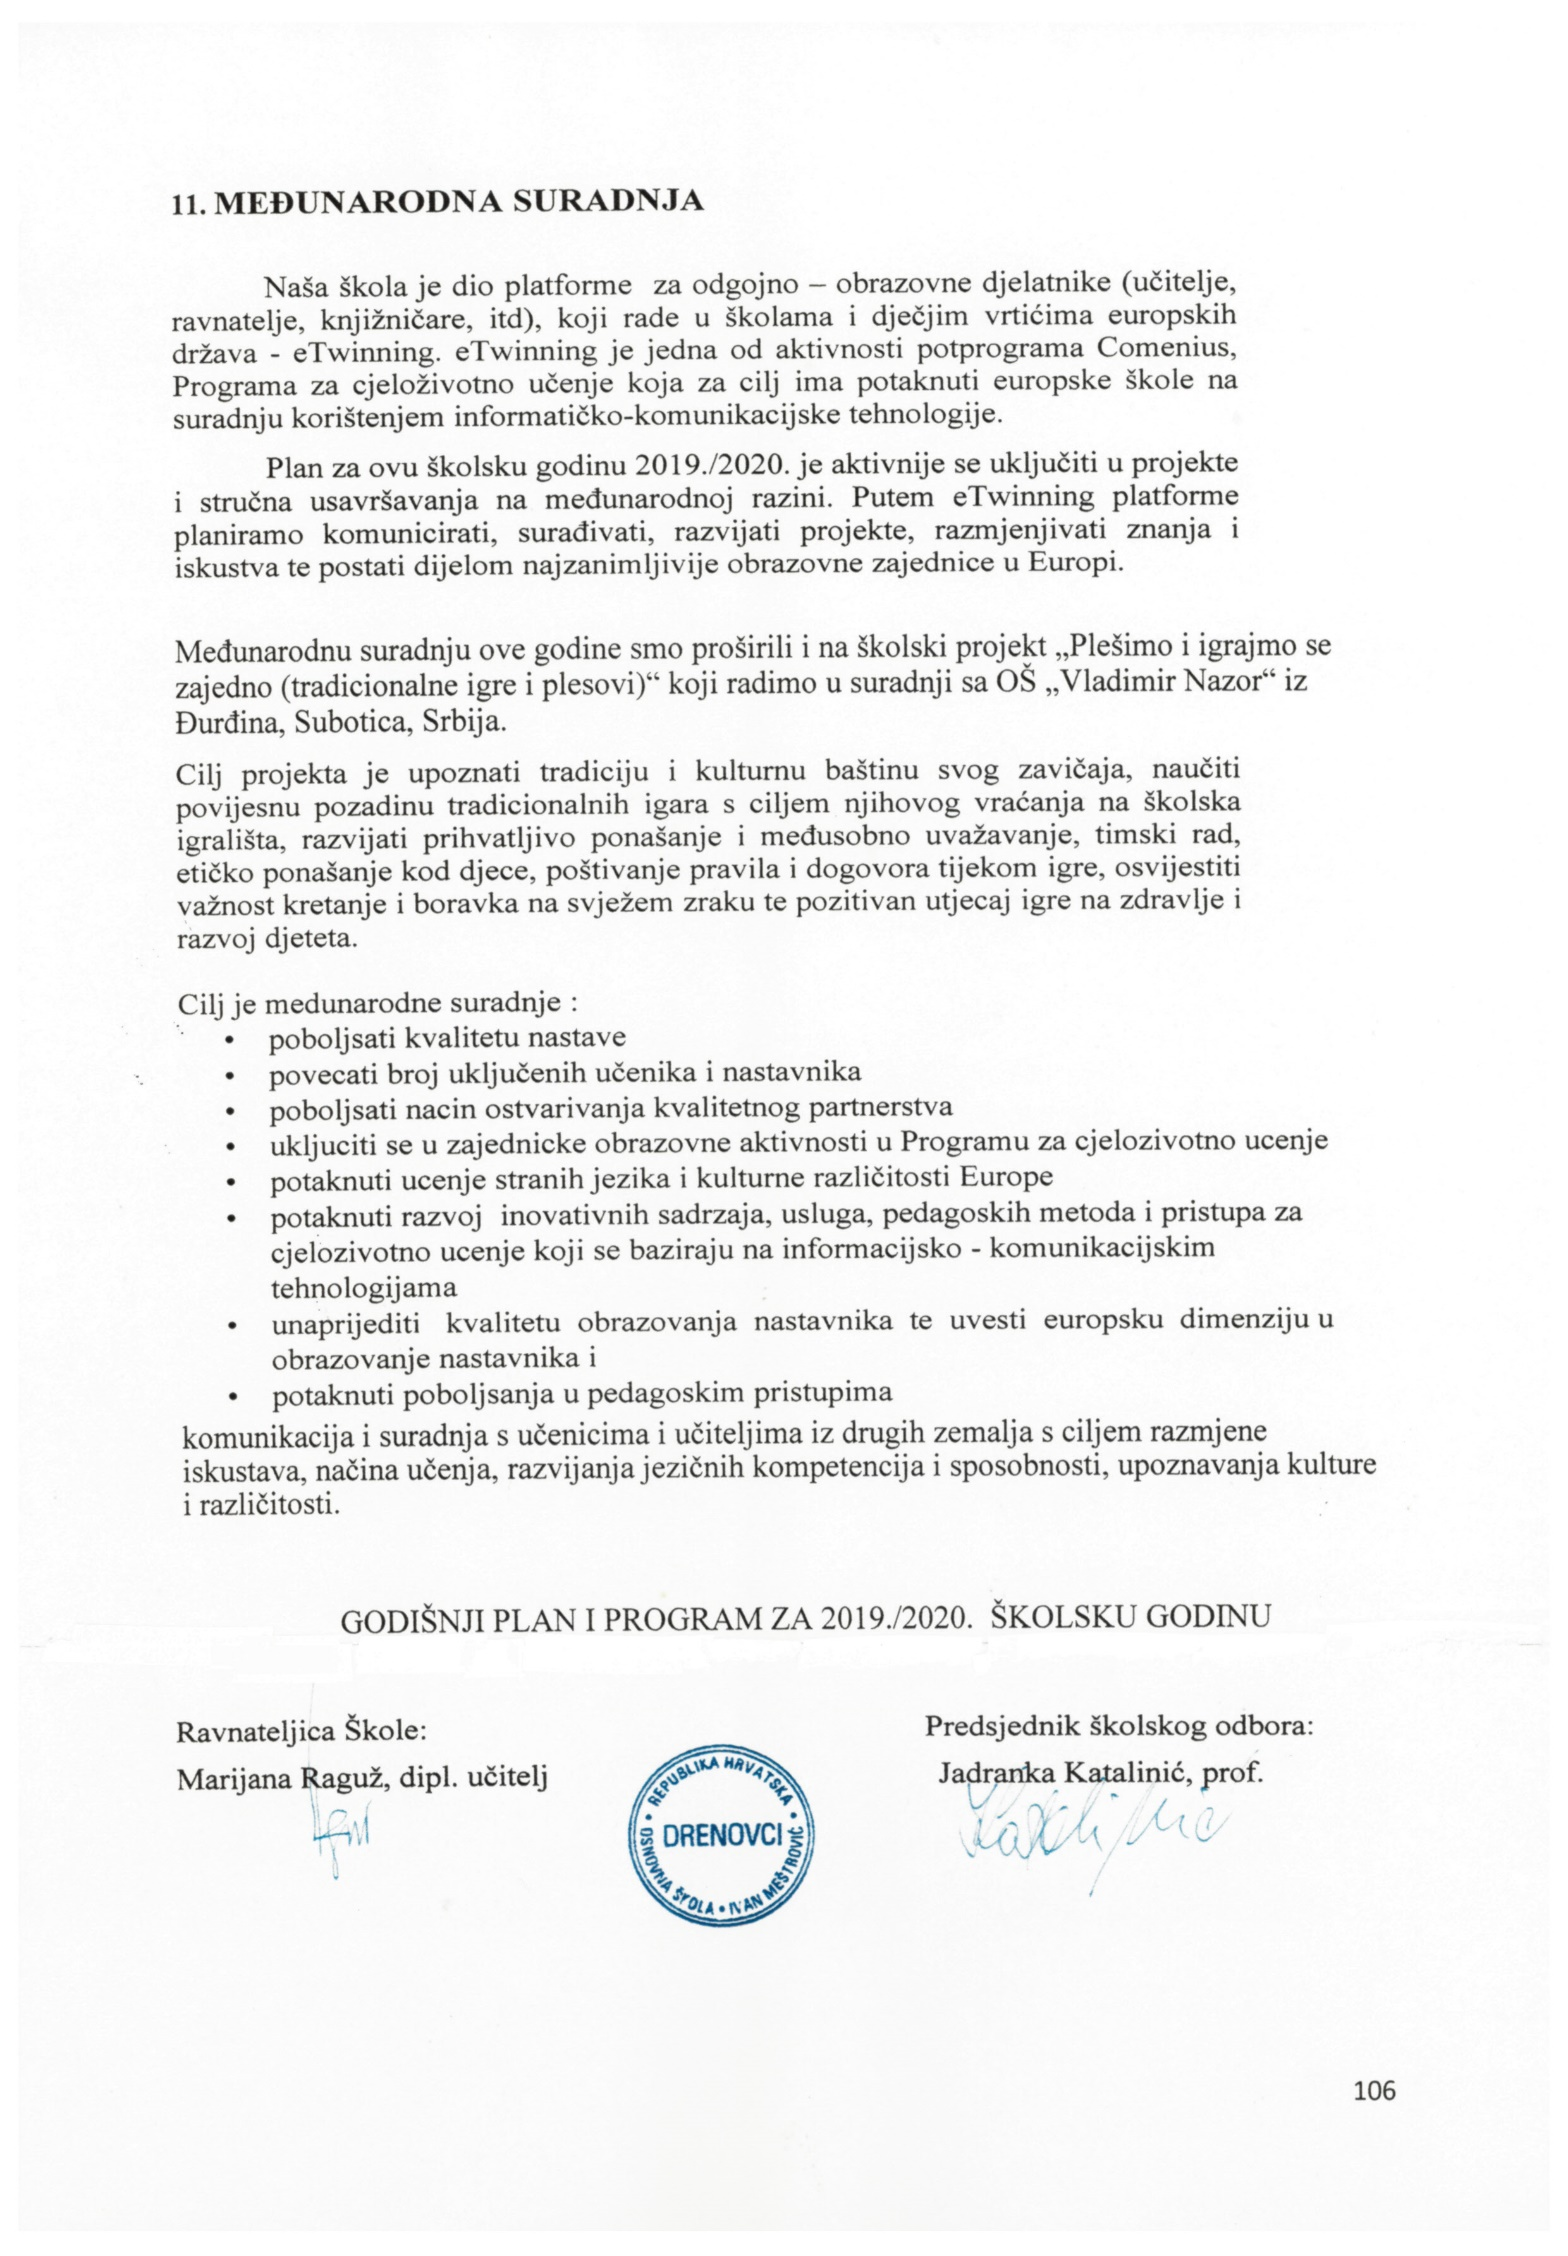 11. MEĐUNARODNA SURADNJA
Naša škola je dio platforme za odgojno – obrazovne djelatnike (učitelje,
ravnatelje, knjižničare, itd), koji rade u školama i dječjim vrtićima europskih
država - eTwinning. eTwinning je jedna od aktivnosti potprograma Comenius,
Programa za cjeloživotno učenje koja za cilj ima potaknuti europske škole na
suradnju korištenjem informatičko-komunikacijske tehnologije.
Plan za ovu školsku godinu 2019./2020. je aktivnije se uključiti u projekte
i stručna usavršavanja na međunarodnoj razini. Putem eTwinning platforme
planiramo komunicirati, surađivati, razvijati projekte, razmjenjivati znanja i
iskustva te postati dijelom najzanimljivije obrazovne zajednice u Europi.
Međunarodnu suradnju ove godine smo proširili i na školski projekt „Plešimo i igrajmo se
zajedno (tradicionalne igre i plesovi)“ koji radimo u suradnji sa OŠ „Vladimir Nazor“ iz
Đurđina, Subotica, Srbija.
Cilj projekta je upoznati tradiciju i kulturnu baštinu svog zavičaja, naučiti
povijesnu pozadinu tradicionalnih igara s ciljem njihovog vraćanja na školska
igrališta, razvijati prihvatljivo ponašanje i međusobno uvažavanje, timski rad,
etičko ponašanje kod djece, poštivanje pravila i dogovora tijekom igre, osvijestiti
važnost kretanje i boravka na svježem zraku te pozitivan utjecaj igre na zdravlje i
razvoj djeteta.
Cilj je medunarodne suradnje :
• poboljsati kvalitetu nastave
• povecati broj uključenih učenika i nastavnika
• poboljsati nacin ostvarivanja kvalitetnog partnerstva
• ukljuciti se u zajednicke obrazovne aktivnosti u Programu za cjelozivotno ucenje
• potaknuti ucenje stranih jezika i kulturne različitosti Europe
• potaknuti razvoj inovativnih sadrzaja, usluga, pedagoskih metoda i pristupa za
cjelozivotno ucenje koji se baziraju na informacijsko - komunikacijskim
tehnologijama
• unaprijediti kvalitetu obrazovanja nastavnika te uvesti europsku dimenziju u
obrazovanje nastavnika i
• potaknuti poboljsanja u pedagoskim pristupima
komunikacija i suradnja s učenicima i učiteljima iz drugih zemalja s ciljem razmjene
iskustava, načina učenja, razvijanja jezičnih kompetencija i sposobnosti, upoznavanja kulture
i različitosti.
GODIŠNJI PLAN I PROGRAM ZA 2019./2020. ŠKOLSKU GODINU
Ravnateljica Škole:
Marijana Raguž, dipl. učitelj
REPUBLIKA HRVATSKA
DRENOVCI
OSNOVNA ŠKOLA • IVAN MEŠTROVIĆ
Predsjednik školskog odbora:
Jadranka Katalinić, prof.
106